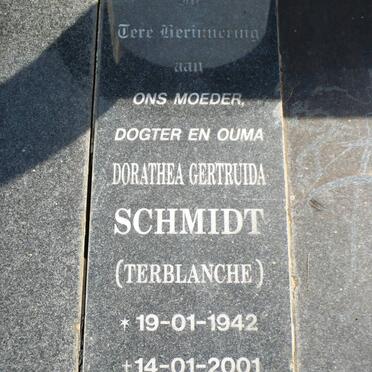 Tere Herinnering
aan
ONS MOEDER,
DOGTER EN OUMA
DORATHEA GERTRUIDA
SCHMIDT
(TERBLANCHE)
* 19-01-1942
† 14-01-2001